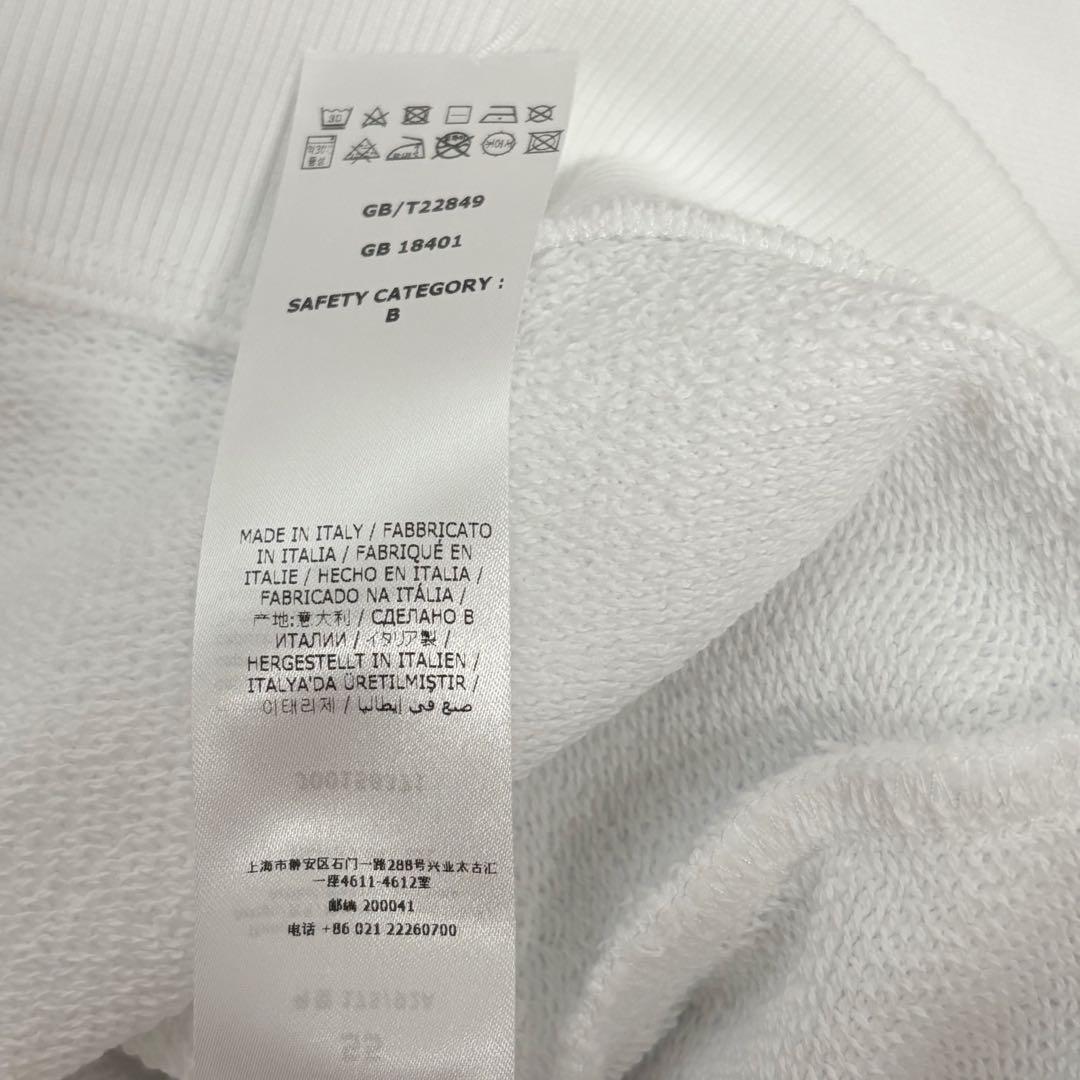 30
GB/T22849
GB 18401
SAFETY CATEGORY :
B
MADE IN ITALY / FABBRICATO
IN ITALIA / FABRIQUÉ EN
ITALIE / HECHO EN ITALIA /
FABRICADO NA ITÁLIA /
产地:意大利 / СДЕЛАНО В
ИТАЛИИ / イタリア製 /
HERGESTELLT IN ITALIEN /
ITALYA'DA ÜRETILMIŞTIR /
이태리제 / صنع في إيطاليا
上海市静安区石门一路288号兴业太古汇
一座4611-4612室
邮编 200041
电话 +86 021 22260700